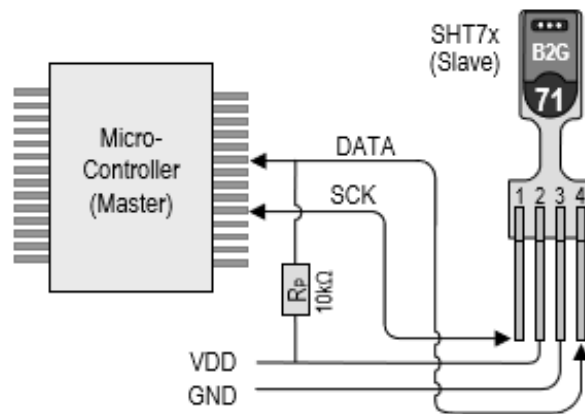 SHT7x
(Slave)
B2G
71
Micro-
Controller
(Master)
DATA
SCK
1 2 3 4
RP
10kΩ
VDD
GND